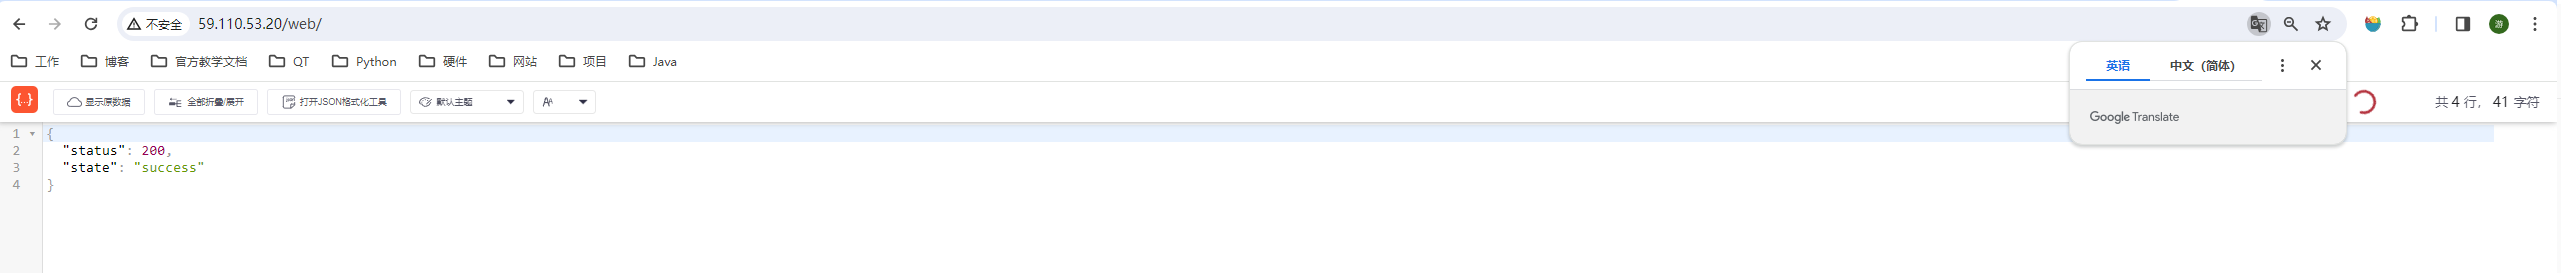 不安全 59.110.53.20/web/
工作 博客 官方教学文档 QT Python 硬件 网站 项目 Java
英语 中文（简体）
Google Translate
{..} 显示原数据 全部折叠/展开 打开JSON格式化工具 默认主题 AA 共 4 行， 41 字符
游
1 {
2 "status": 200,
3 "state": "success"
4 }